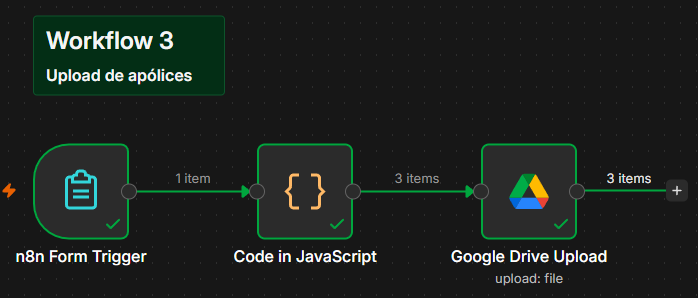 Workflow 3
Upload de apólices
1 item
3 items
3 items
n8n Form Trigger
Code in JavaScript
Google Drive Upload
upload: file